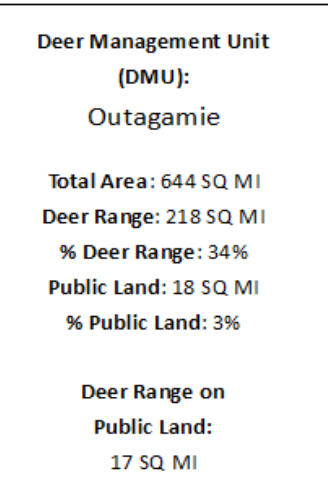 Deer Management Unit
(DMU):
Outagamie
Total Area: 644 SQ MI
Deer Range: 218 SQ MI
% Deer Range: 34%
Public Land: 18 SQ MI
% Public Land: 3%
Deer Range on
Public Land:
17 SQ MI